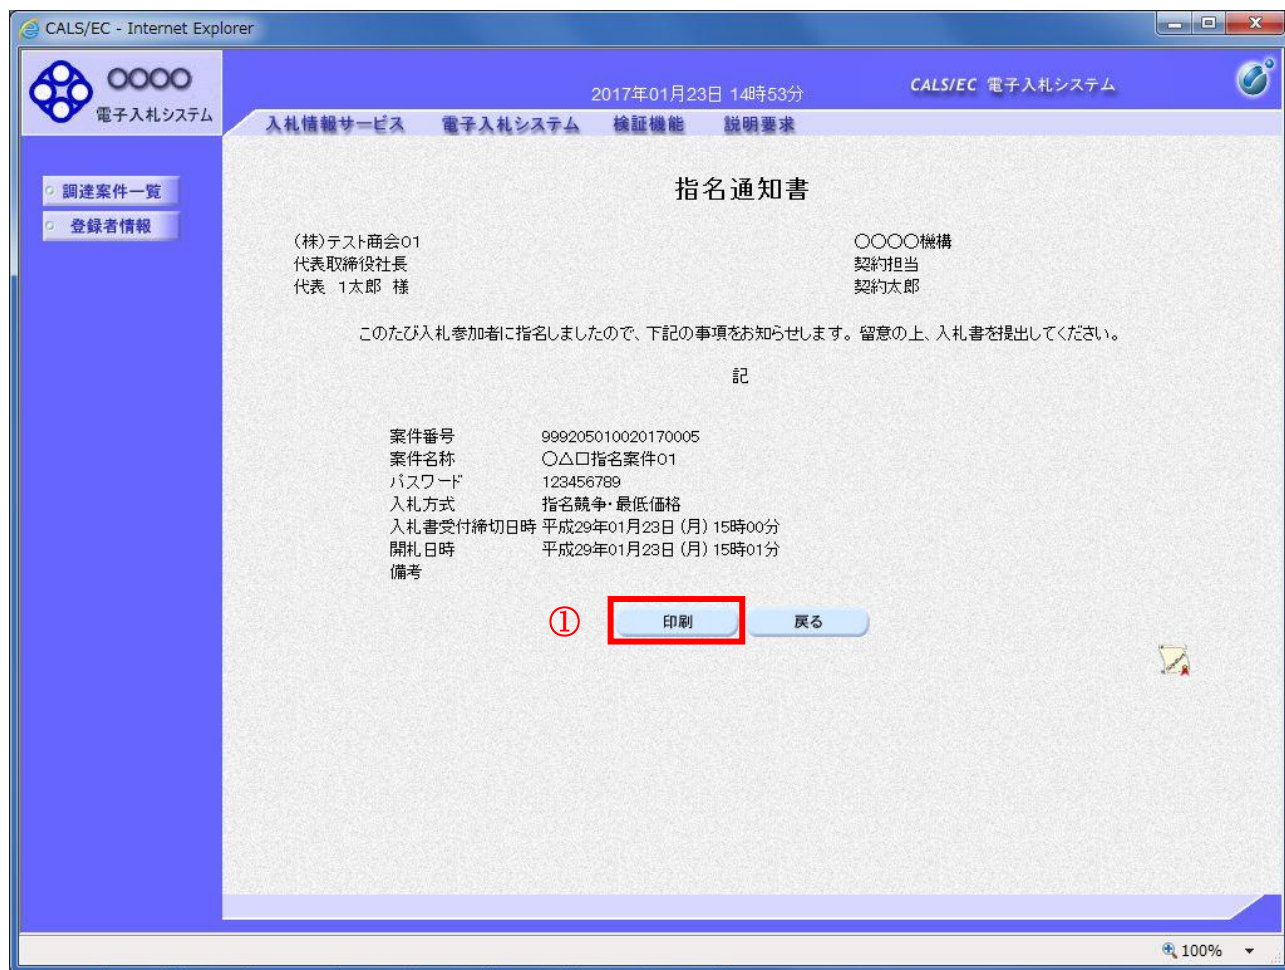 CALS/EC - Internet Explorer
〇〇〇〇
電子入札システム
2017年01月23日 14時53分
CALS/EC 電子入札システム
入札情報サービス 電子入札システム 検証機能 説明要求
調達案件一覧
登録者情報
指名通知書
(株)テスト商会01
代表取締役社長
代表 1太郎 様
〇〇〇〇機構
契約担当
契約太郎
このたび入札参加者に指名しましたので、下記の事項をお知らせします。留意の上、入札書を提出してください。
記
案件番号 999205010020170005
案件名称 〇△口指名案件01
パスワード 123456789
入札方式 指名競争・最低価格
入札書受付締切日時 平成29年01月23日(月) 15時00分
開札日時 平成29年01月23日(月) 15時01分
備考
① 印刷 戻る
100%